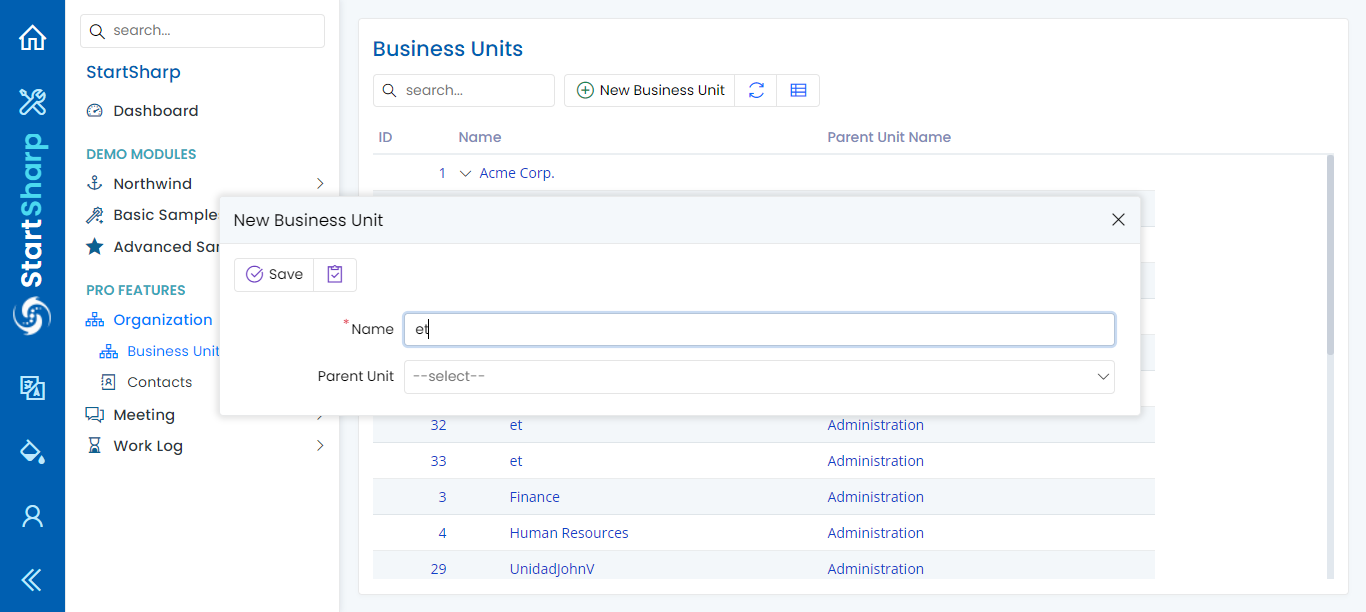 StartSharp
search...
StartSharp
Dashboard
DEMO MODULES
Northwind
Basic Sample
Advanced Sar
PRO FEATURES
Organization
Business Unit
Contacts
Meeting
Work Log
Business Units
search...
New Business Unit
ID Name Parent Unit Name
1 Acme Corp.
New Business Unit
Save
* Name et
Parent Unit --select--
32 et Administration
33 et Administration
3 Finance Administration
4 Human Resources Administration
29 UnidadJohnV Administration